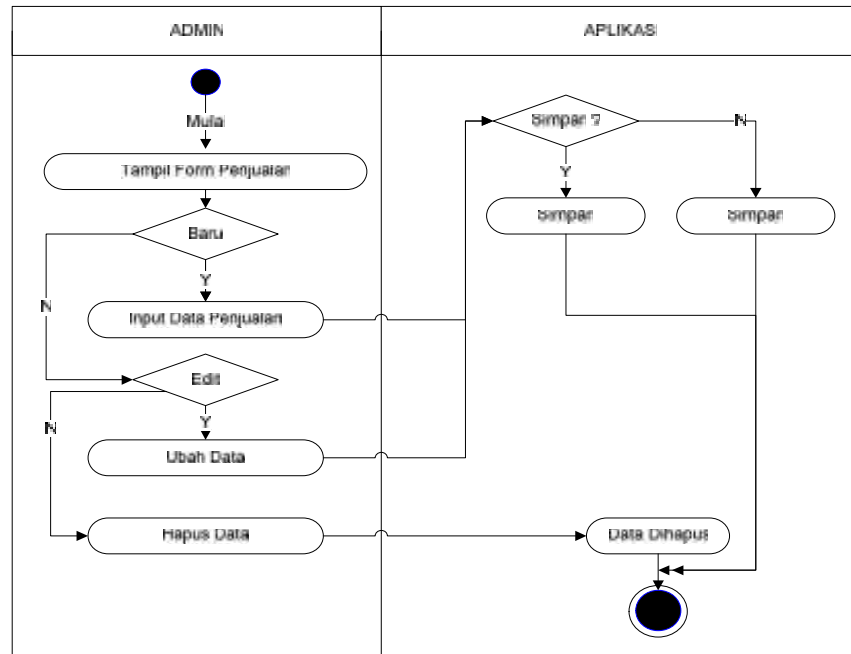 ADMIN
APLIKASI
Mulai
Tampil Form Penjualan
Baru
Y
N
Input Data Penjualan
Edit
Y
N
Ubah Data
Hapus Data
Simpan ?
N
Y
Simpan
Simpan
Data Dihapus